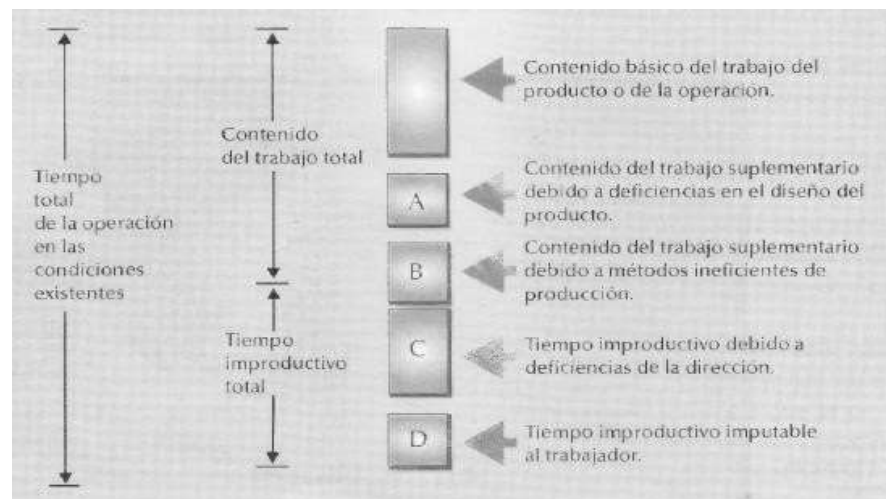 Tiempo
total
de la operación
en las
condiciones
existentes
Contenido
del trabajo total
Tiempo
improductivo
total
A
B
C
D
Contenido básico del trabajo del
producto o de la operación.
Contenido del trabajo suplementario
debido a deficiencias en el diseño del
producto.
Contenido del trabajo suplementario
debido a métodos ineficientes de
producción.
Tiempo improductivo debido a
deficiencias de la dirección.
Tiempo improductivo imputable
al trabajador.